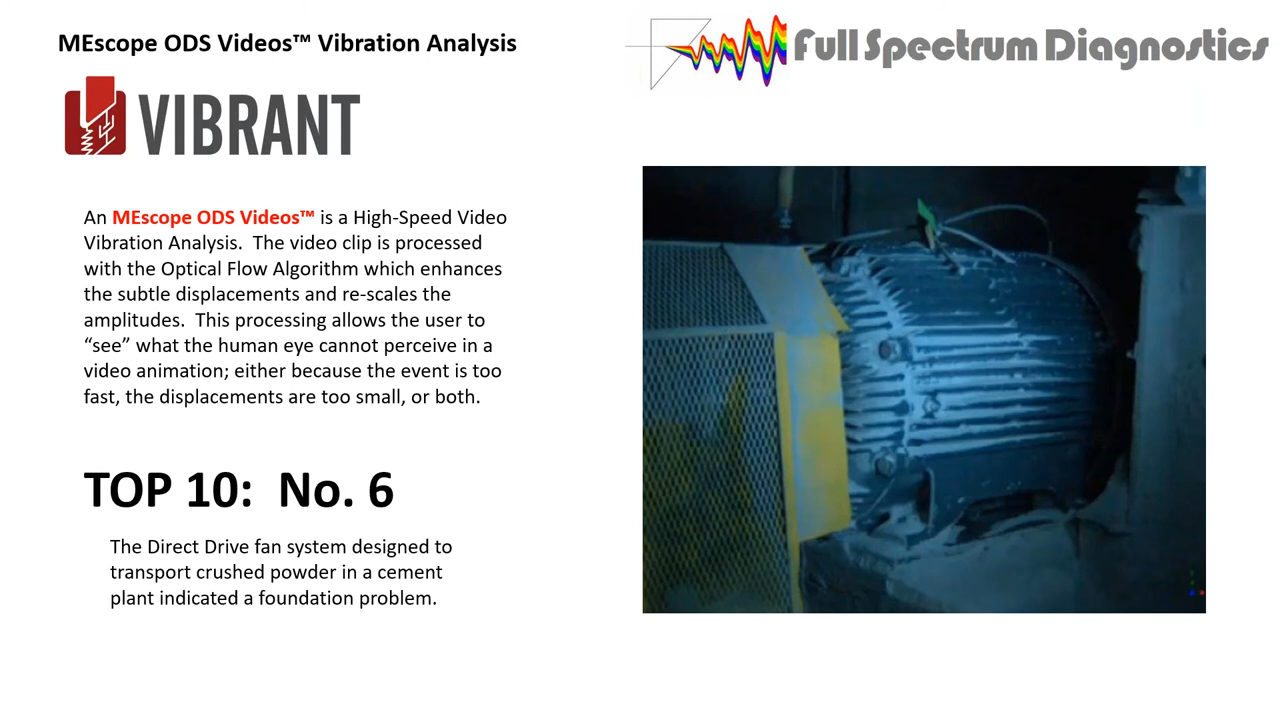 MEscope ODS Videos™ Vibration Analysis
Full Spectrum Diagnostics
VIBRANT
An MEscope ODS Videos™ is a High-Speed Video
Vibration Analysis.  The video clip is processed
with the Optical Flow Algorithm which enhances
the subtle displacements and re-scales the
amplitudes.  This processing allows the user to
“see” what the human eye cannot perceive in a
video animation; either because the event is too
fast, the displacements are too small, or both.
TOP 10:  No. 6
The Direct Drive fan system designed to
transport crushed powder in a cement
plant indicated a foundation problem.